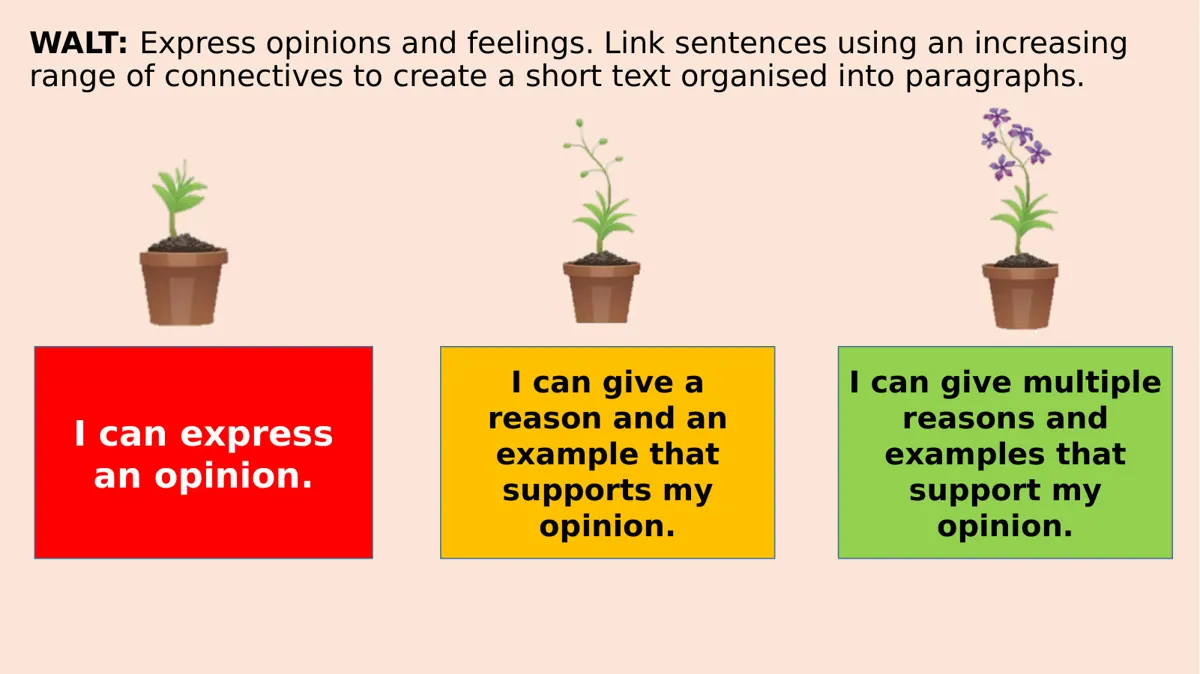 WALT: Express opinions and feelings. Link sentences using an increasing
range of connectives to create a short text organised into paragraphs.
I can express
an opinion.
I can give a
reason and an
example that
supports my
opinion.
I can give multiple
reasons and
examples that
support my
opinion.